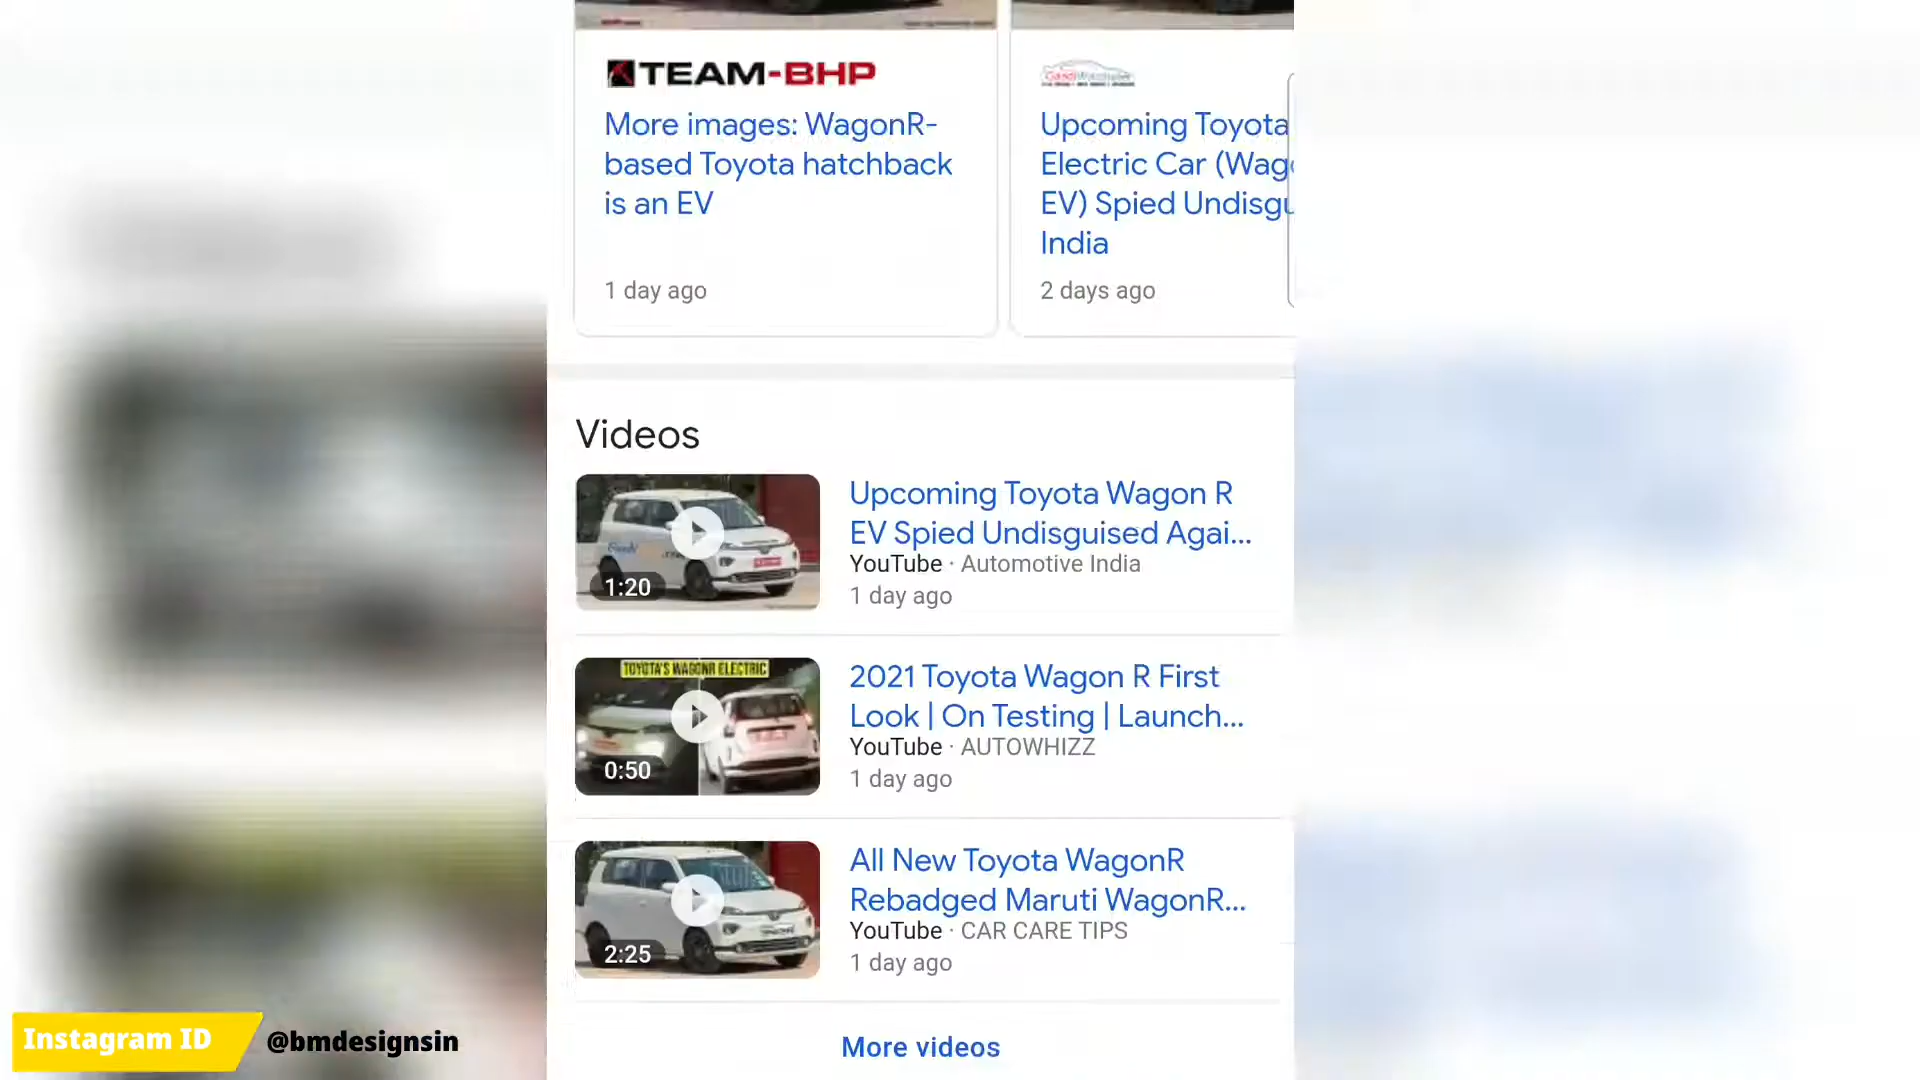 TEAM-BHP
More images: WagonR-
based Toyota hatchback
is an EV
1 day ago
Upcoming Toyota
Electric Car (Wag
EV) Spied Undisgu
India
2 days ago
Videos
1:20
Upcoming Toyota Wagon R
EV Spied Undisguised Agai...
YouTube · Automotive India
1 day ago
TOYOTA'S WAGONR ELECTRIC
0:50
2021 Toyota Wagon R First
Look | On Testing | Launch...
YouTube · AUTOWHIZZ
1 day ago
2:25
All New Toyota WagonR
Rebadged Maruti WagonR...
YouTube · CAR CARE TIPS
1 day ago
More videos
Instagram ID
@bmdesignsin